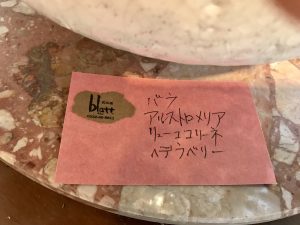 blatt
バラ
アルストロメリア
リューココリーネ
ヘデラベリー